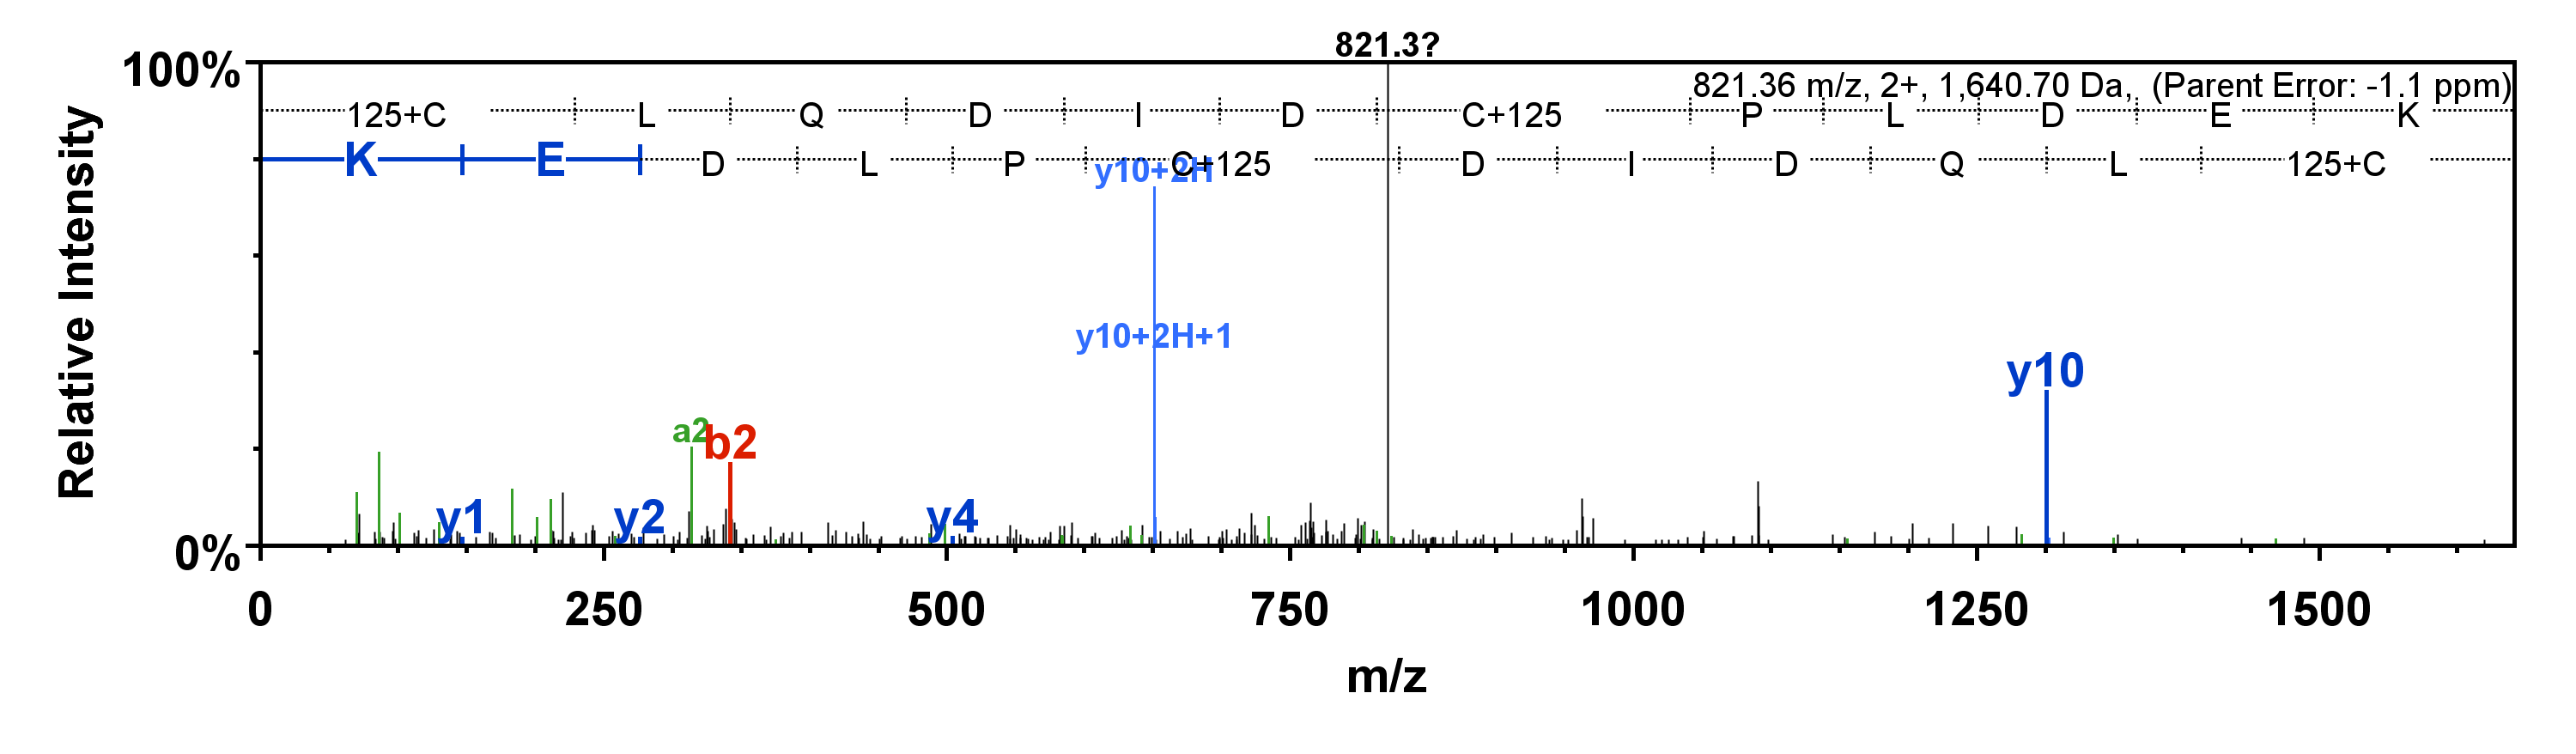 821.3?
100%
821.36 m/z, 2+, 1,640.70 Da, (Parent Error: -1.1 ppm)
125+C L Q D I D C+125 P L D E K
K E D L P C+125 D I D Q L 125+C
y10+2H
y10+2H+1
y10
a2
b2
y1 y2 y4
0%
0 250 500 750 1000 1250 1500
m/z
Relative Intensity